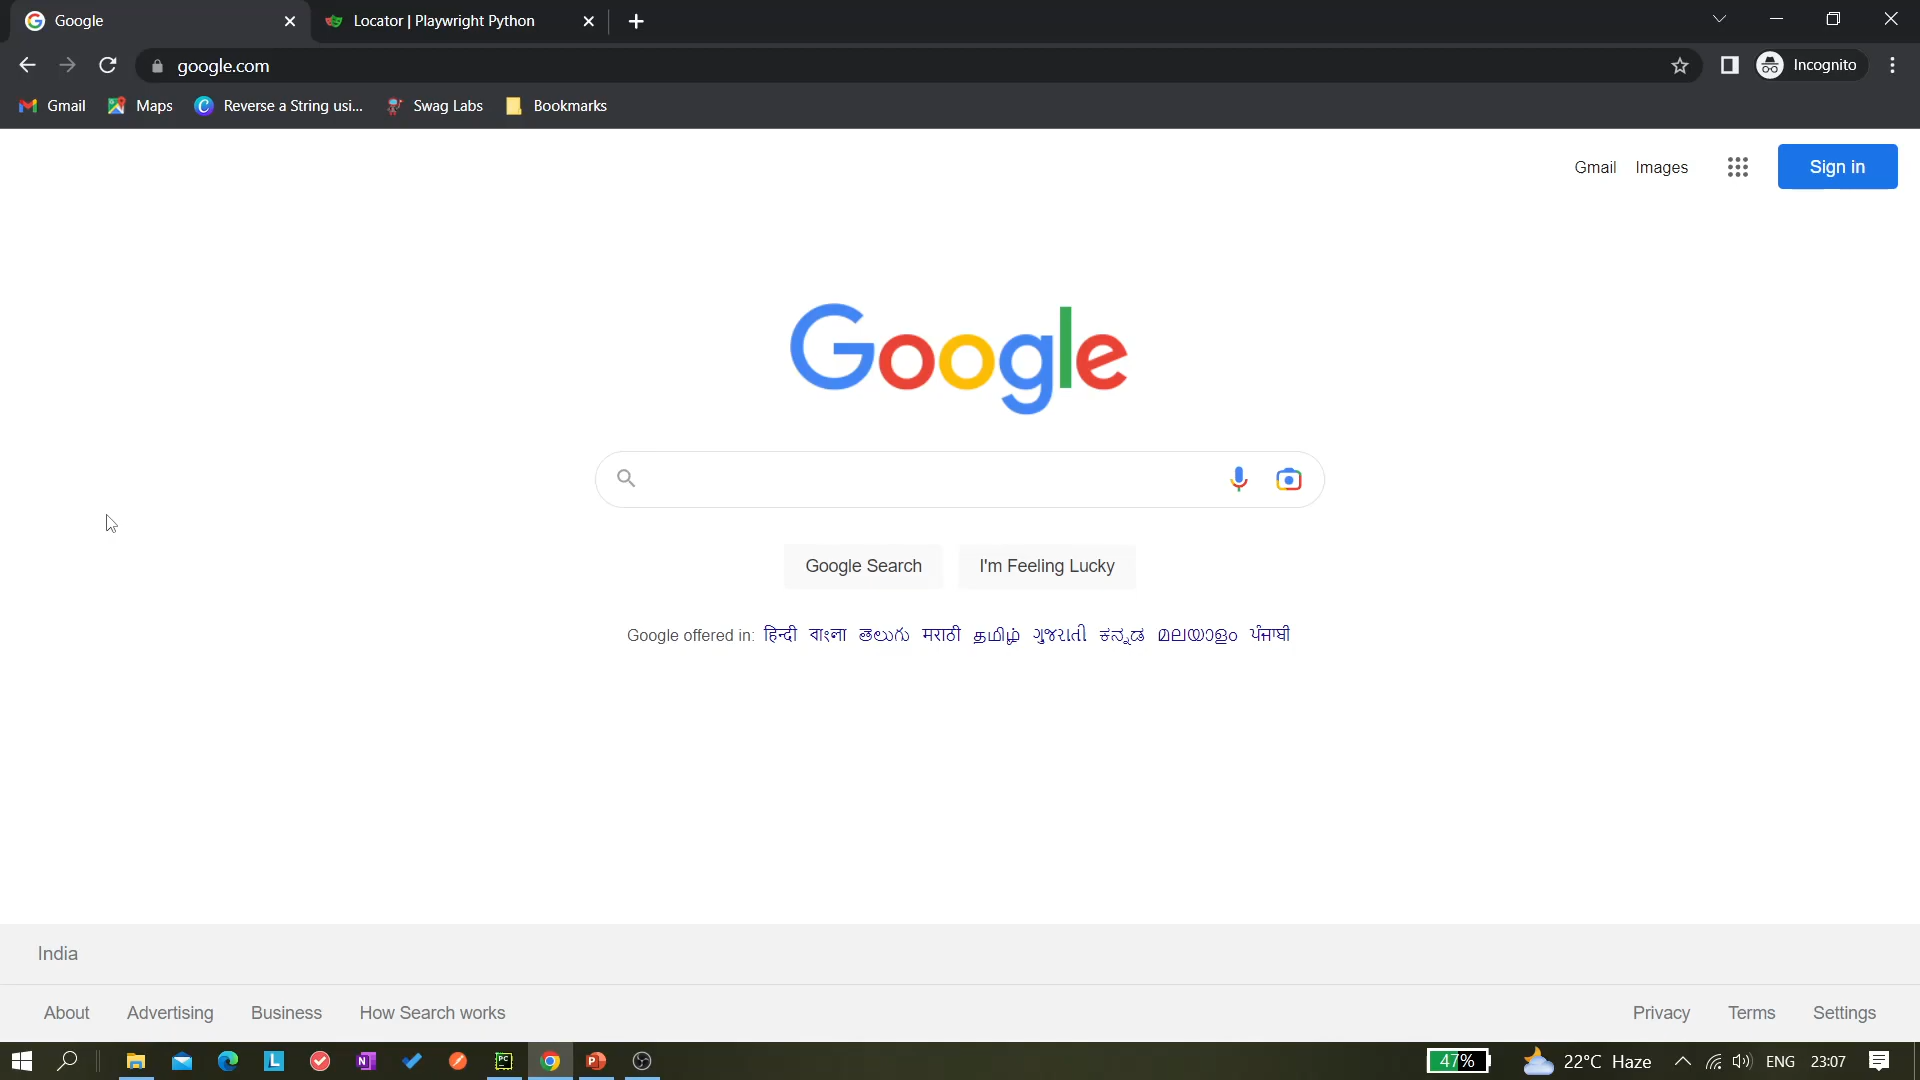 Google
Locator | Playwright Python
google.com
Incognito
Gmail
Maps
Reverse a String usi...
Swag Labs
Bookmarks
Gmail Images
Sign in
Google
Google Search
I'm Feeling Lucky
Google offered in: हिन्दी বাংলা తెలుగు मराठी தமிழ் ગુજરાતી ಕನ್ನಡ മലയാളം ਪੰਜਾਬੀ
India
About Advertising Business How Search works
Privacy Terms Settings
47% 22°C Haze ENG 23:07